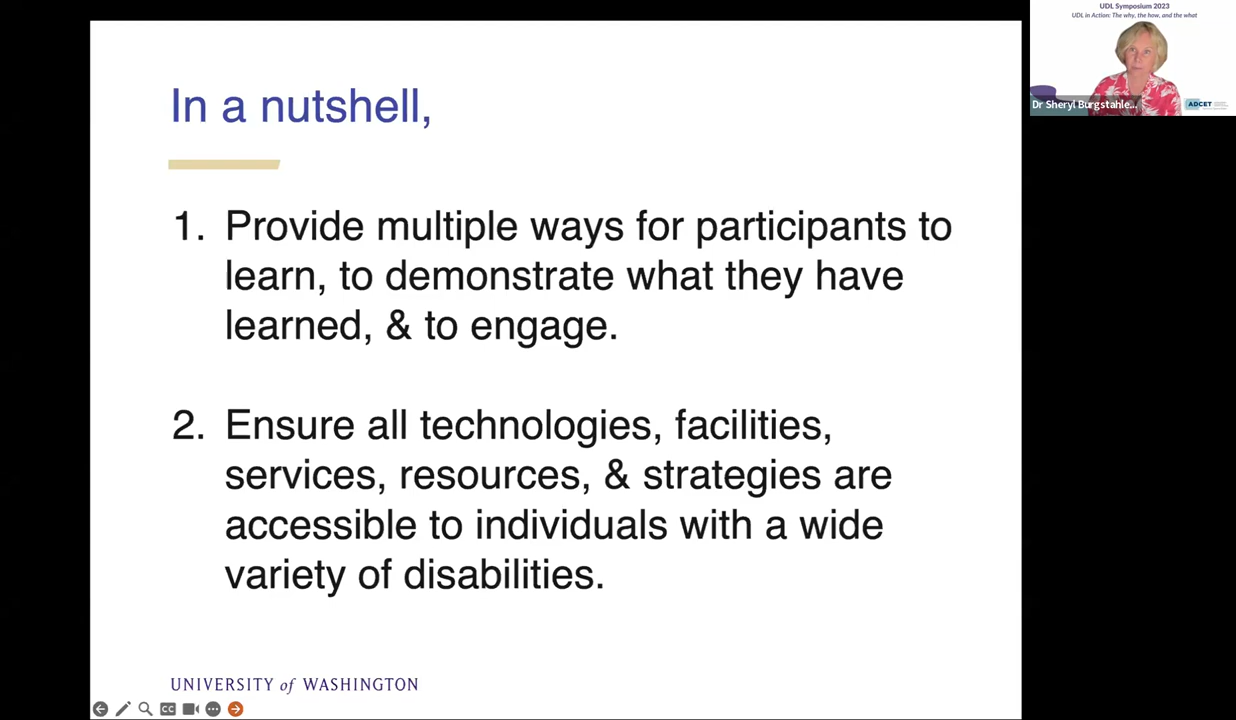 In a nutshell,
1. Provide multiple ways for participants to
learn, to demonstrate what they have
learned, & to engage.
2. Ensure all technologies, facilities,
services, resources, & strategies are
accessible to individuals with a wide
variety of disabilities.
UNIVERSITY of WASHINGTON
CC
UDL Symposium 2023
UDL in Action: The why, the how, and the what
Dr Sheryl Burgstahle...
ADCET